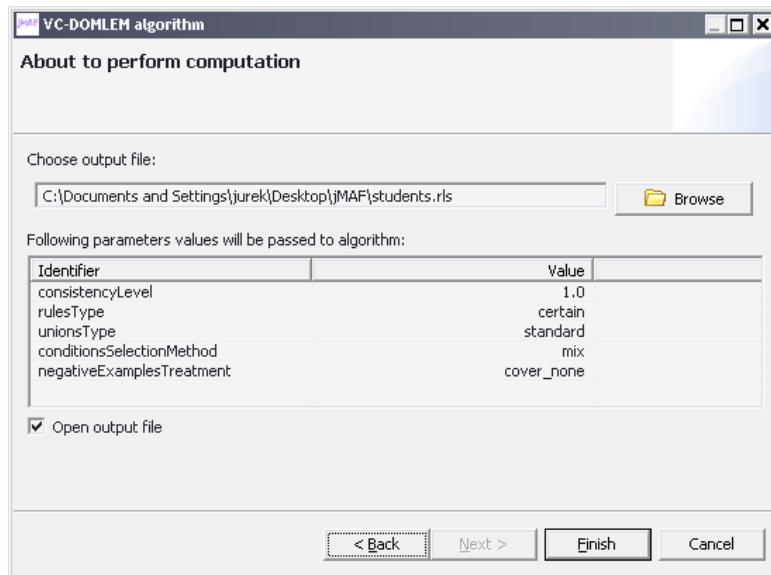 jMAF VC-DOMLEM algorithm
About to perform computation
Choose output file:
C:\Documents and Settings\jurek\Desktop\jMAF\students.rls
Browse
Following parameters values will be passed to algorithm:
Identifier Value
consistencyLevel 1.0
rulesType certain
unionsType standard
conditionsSelectionMethod mix
negativeExamplesTreatment cover_none
Open output file
< Back Next > Finish Cancel